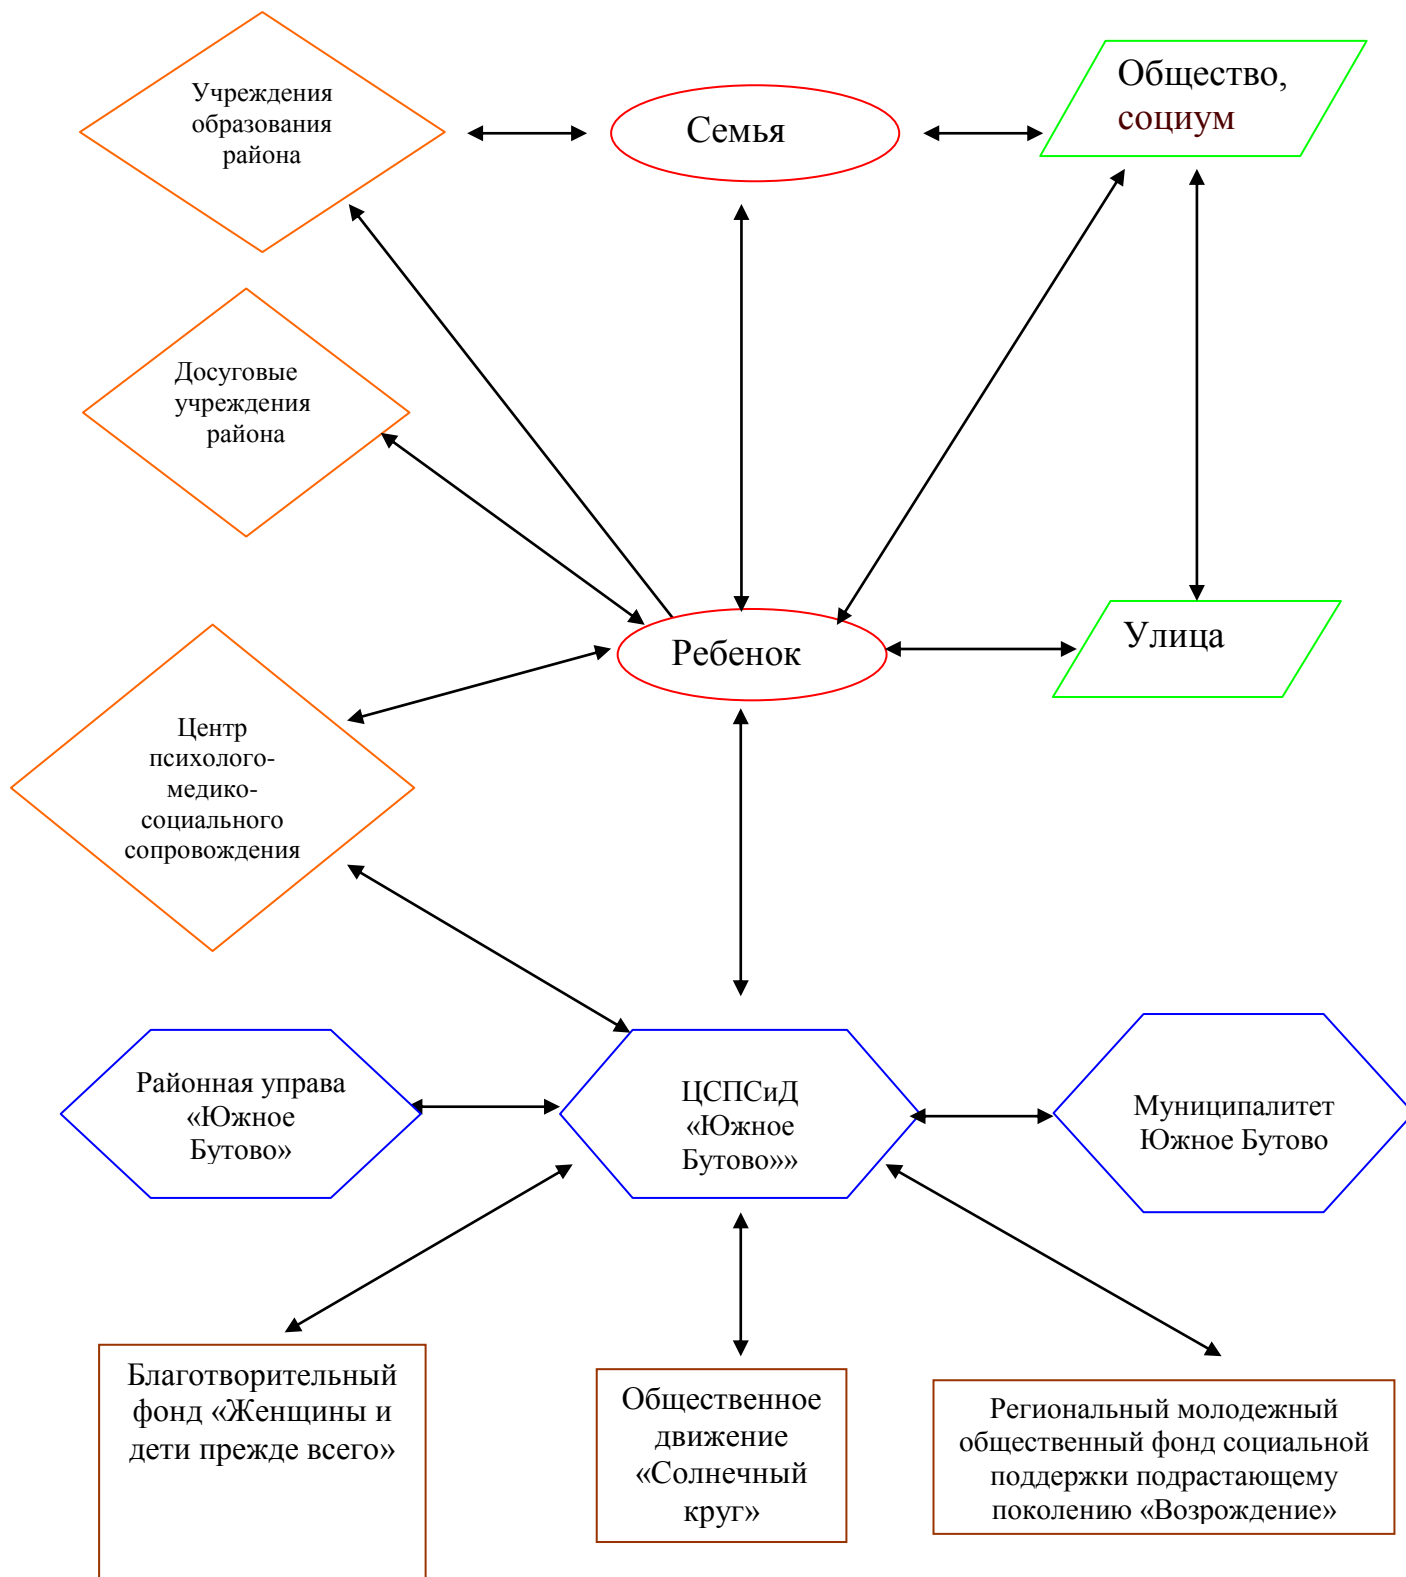 Учреждения
образования
района
Семья
Общество,
социум
Досуговые
учреждения
района
Ребенок
Улица
Центр
психолого-
медико-
социального
сопровождения
Районная управа
«Южное
Бутово»
ЦСПСиД
«Южное
Бутово»»
Муниципалитет
Южное Бутово
Благотворительный
фонд «Женщины и
дети прежде всего»
Общественное
движение
«Солнечный
круг»
Региональный молодежный
общественный фонд социальной
поддержки подрастающему
поколению «Возрождение»